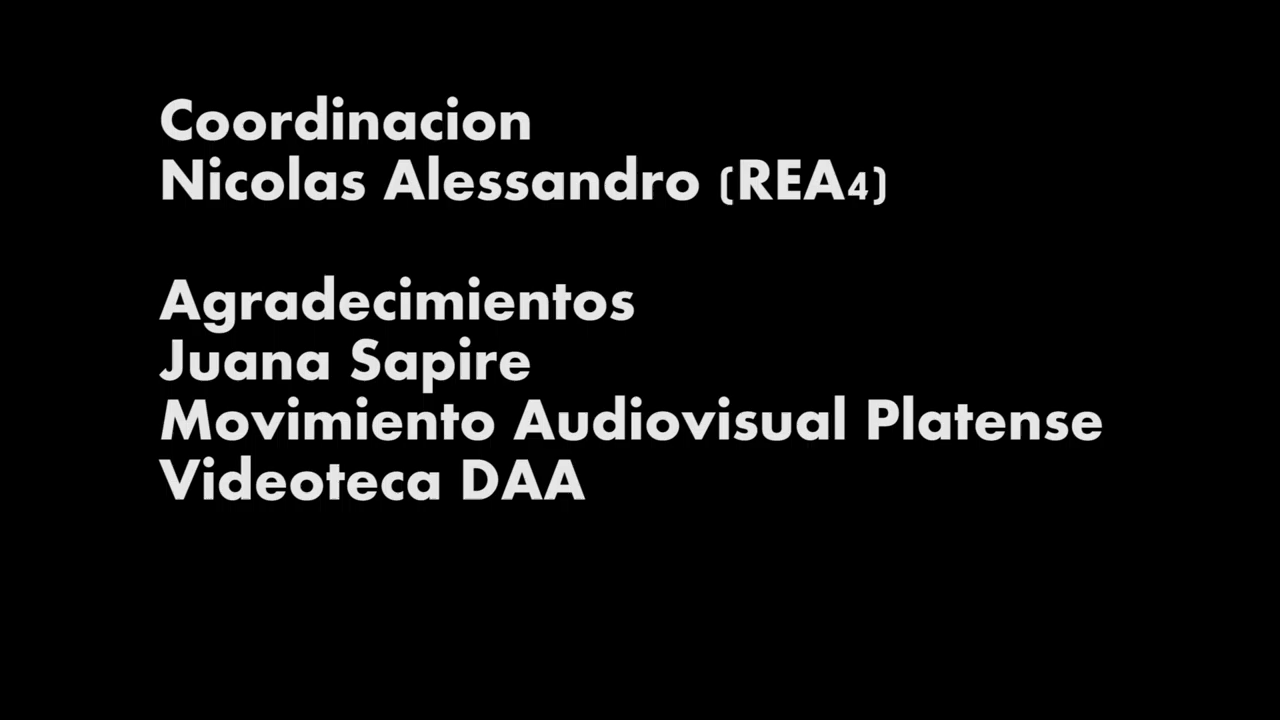 Coordinacion
Nicolas Alessandro (REA4)
Agradecimientos
Juana Sapire
Movimiento Audiovisual Platense
Videoteca DAA